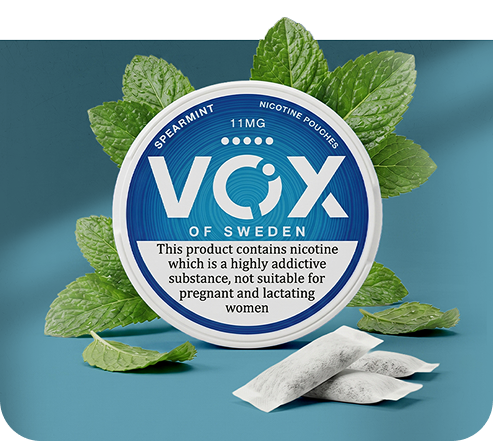 SPEARMINT
NICOTINE POUCHES
11MG
VOX
OF SWEDEN
This product contains nicotine
which is a highly addictive
substance, not suitable for
pregnant and lactating
women